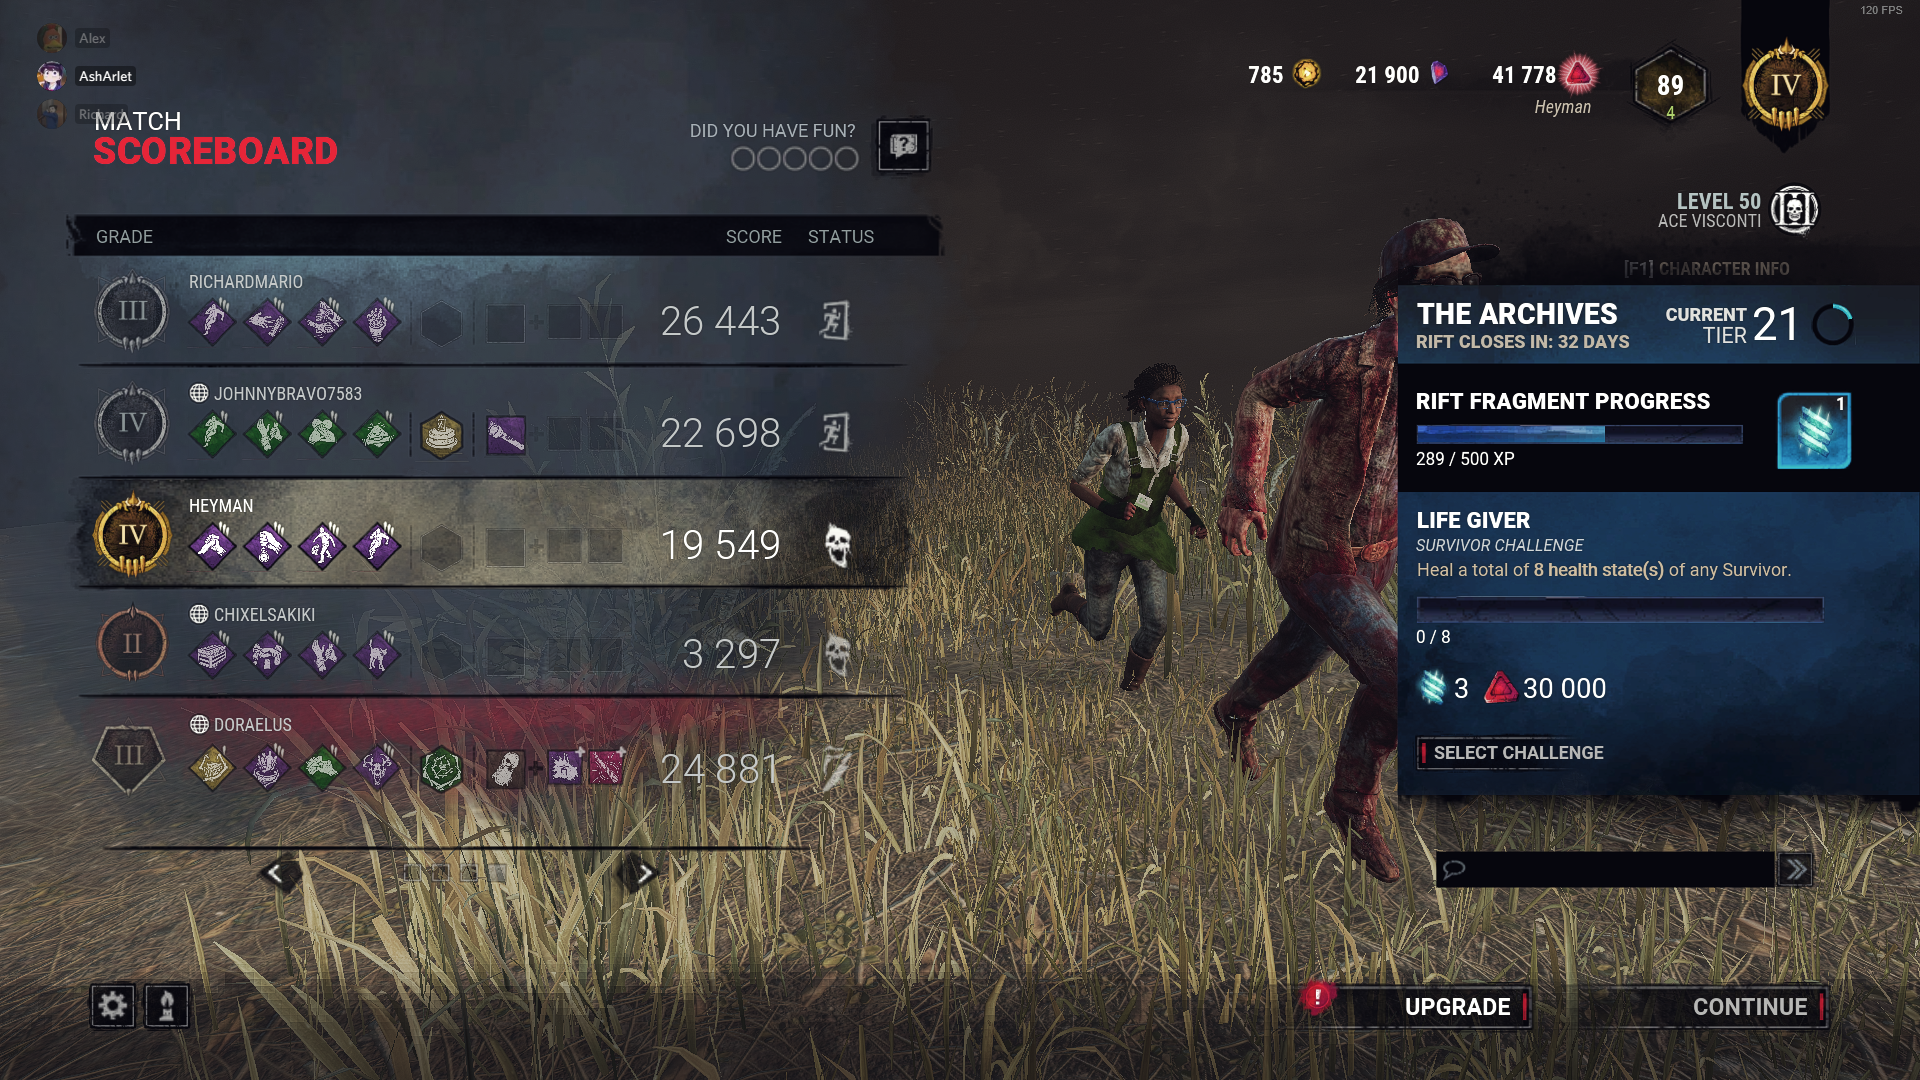 120 FPS
Alex
AshArlet
785
21 900
41 778
Heyman
89
4
IV
MATCH
SCOREBOARD
DID YOU HAVE FUN?
LEVEL 50
ACE VISCONTI
III
[F1] CHARACTER INFO
GRADE SCORE STATUS
III
RICHARDMARIO
26 443
IV
JOHNNYBRAVO7583
22 698
IV
HEYMAN
19 549
II
CHIXELSAKIKI
3 297
III
DORAELUS
24 881
THE ARCHIVES
RIFT CLOSES IN: 32 DAYS
CURRENT
TIER 21
RIFT FRAGMENT PROGRESS
1
289 / 500 XP
LIFE GIVER
SURVIVOR CHALLENGE
Heal a total of 8 health state(s) of any Survivor.
0 / 8
3 30 000
SELECT CHALLENGE
UPGRADE
CONTINUE